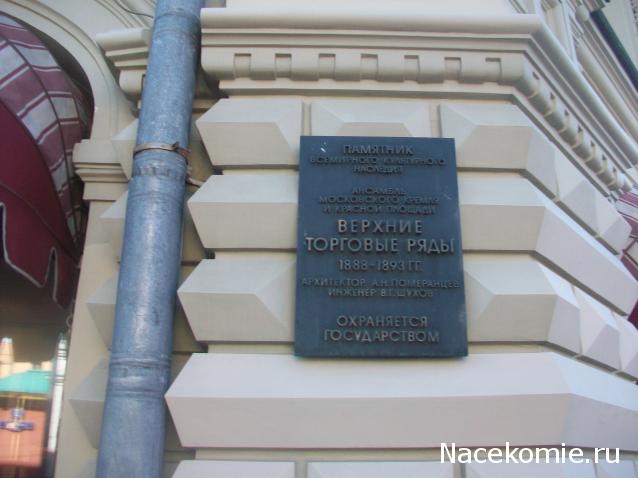 ПАМЯТНИК
ВСЕМИРНОГО КУЛЬТУРНОГО
НАСЛЕДИЯ
АНСАМБЛЬ
МОСКОВСКОГО КРЕМЛЯ
И КРАСНОЙ ПЛОЩАДИ
ВЕРХНИЕ
ТОРГОВЫЕ РЯДЫ
1888-1893 ГГ.
АРХИТЕКТОР А.Н. ПОМЕРАНЦЕВ
ИНЖЕНЕР В.Г. ШУХОВ
ОХРАНЯЕТСЯ
ГОСУДАРСТВОМ
Nacekomie.ru